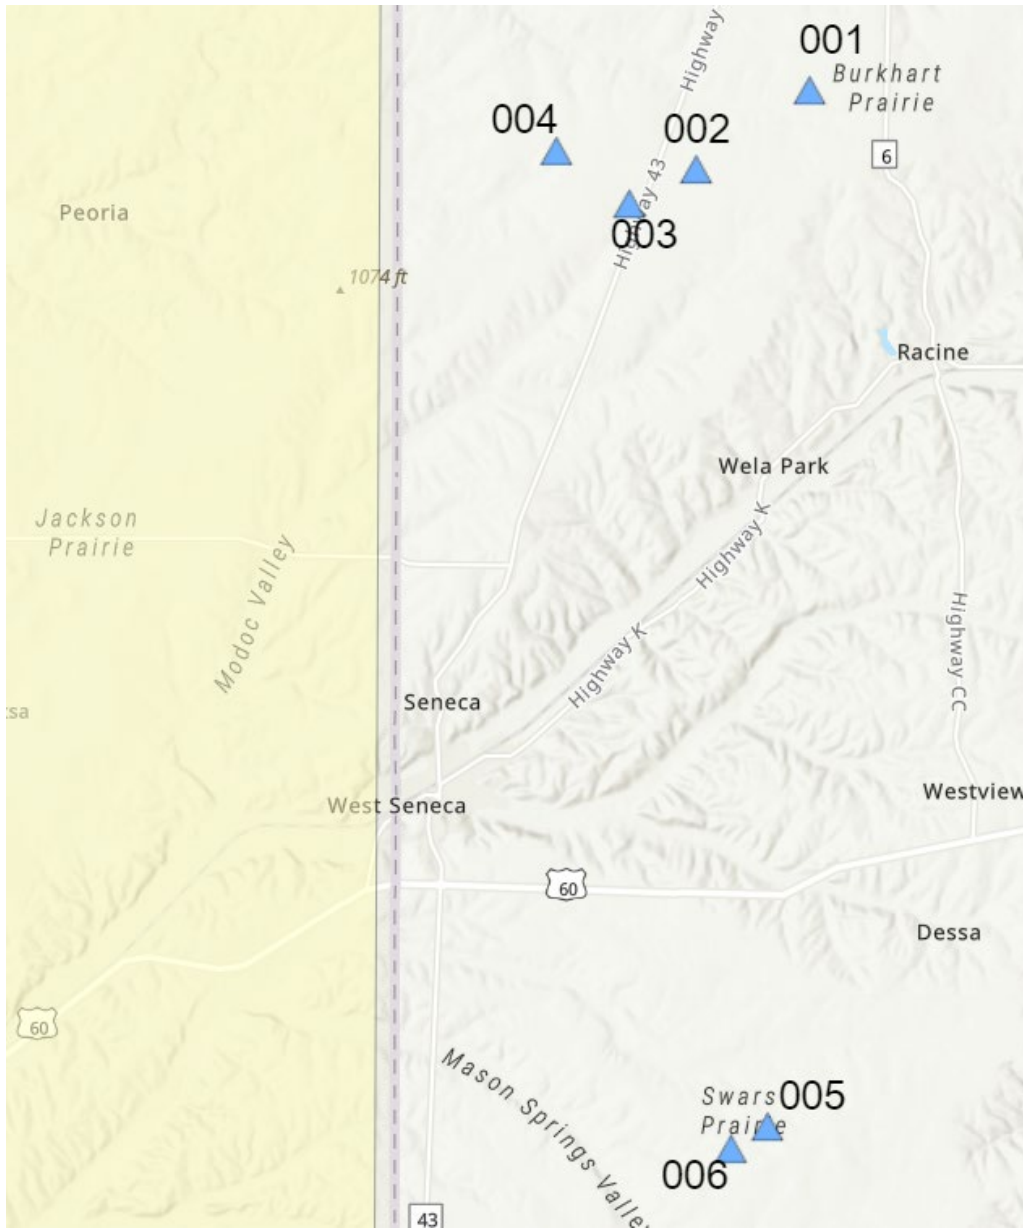 Highway
001
Burkhart
Prairie
004
002
6
Highway 43
003
Peoria
1074 ft
Racine
Wela Park
Jackson
Prairie
Modoc Valley
Highway K
Highway CC
Highway K
Seneca
West Seneca
Westview
60
Dessa
60
Mason Springs Valley
Swars
Prairie
005
006
43